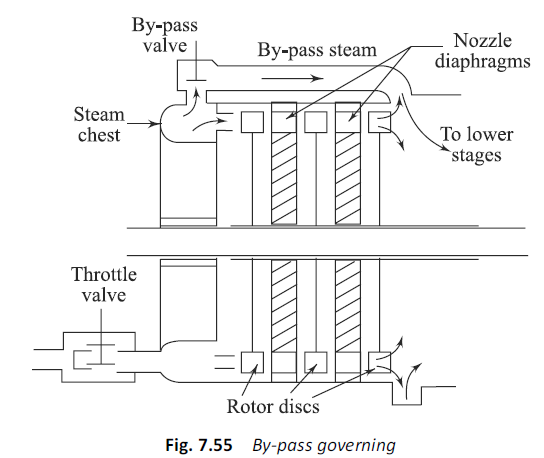 By-pass
valve
By-pass steam
Nozzle
diaphragms
Steam
chest
To lower
stages
Throttle
valve
Rotor discs
Fig. 7.55 By-pass governing